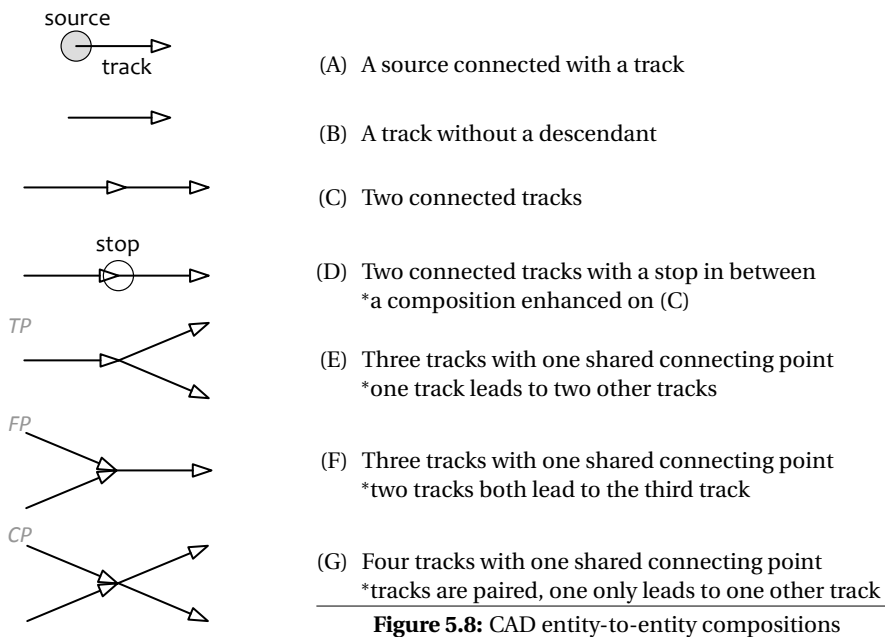 source
track
(A) A source connected with a track
(B) A track without a descendant
(C) Two connected tracks
stop
(D) Two connected tracks with a stop in between
*a composition enhanced on (C)
TP
(E) Three tracks with one shared connecting point
*one track leads to two other tracks
FP
(F) Three tracks with one shared connecting point
*two tracks both lead to the third track
CP
(G) Four tracks with one shared connecting point
*tracks are paired, one only leads to one other track
Figure 5.8: CAD entity-to-entity compositions